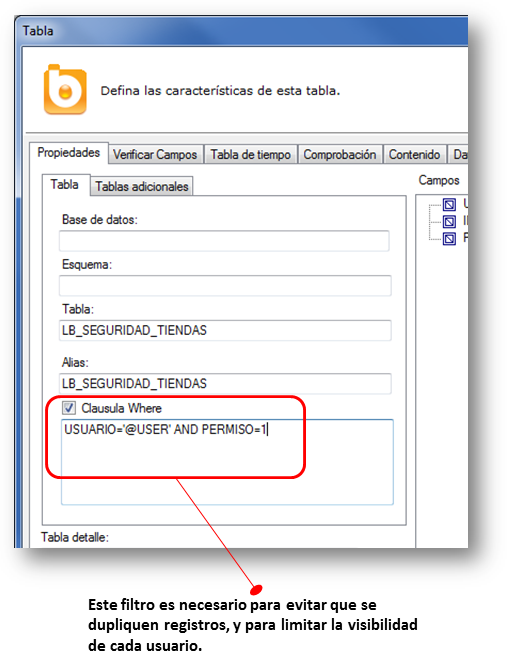 Tabla
b
Defina las características de esta tabla.
Propiedades Verificar Campos Tabla de tiempo Comprobación Contenido Da
Tabla Tablas adicionales
Campos
Base de datos:
Esquema:
Tabla:
LB_SEGURIDAD_TIENDAS
Alias:
LB_SEGURIDAD_TIENDAS
Clausula Where
USUARIO='@USER' AND PERMISO=1
Tabla detalle:
Este filtro es necesario para evitar que se
dupliquen registros, y para limitar la visibilidad
de cada usuario.